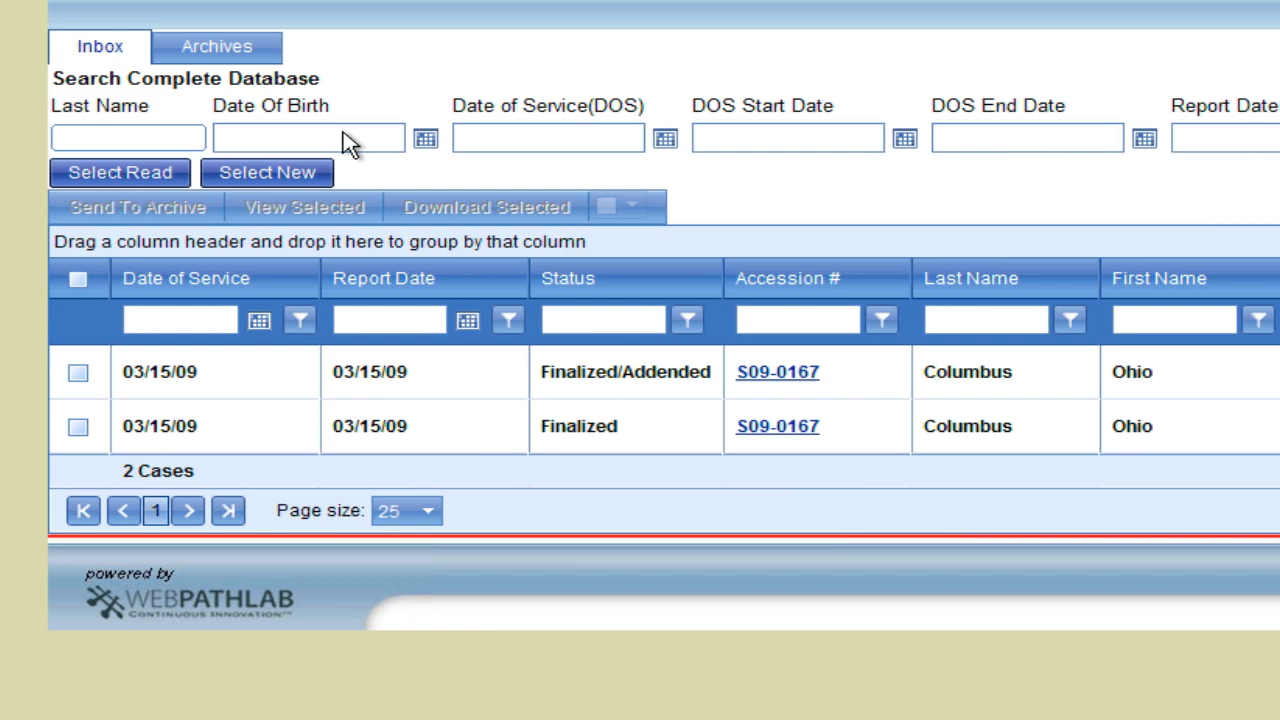 Inbox Archives
Search Complete Database
Last Name Date Of Birth Date of Service(DOS) DOS Start Date DOS End Date Report Date
Select Read Select New
Send To Archive View Selected Download Selected
Drag a column header and drop it here to group by that column
Date of Service Report Date Status Accession # Last Name First Name
03/15/09 03/15/09 Finalized/Addended S09-0167 Columbus Ohio
03/15/09 03/15/09 Finalized S09-0167 Columbus Ohio
2 Cases
1 Page size: 25
powered by
WEBPATHLAB
CONTINUOUS INNOVATION™